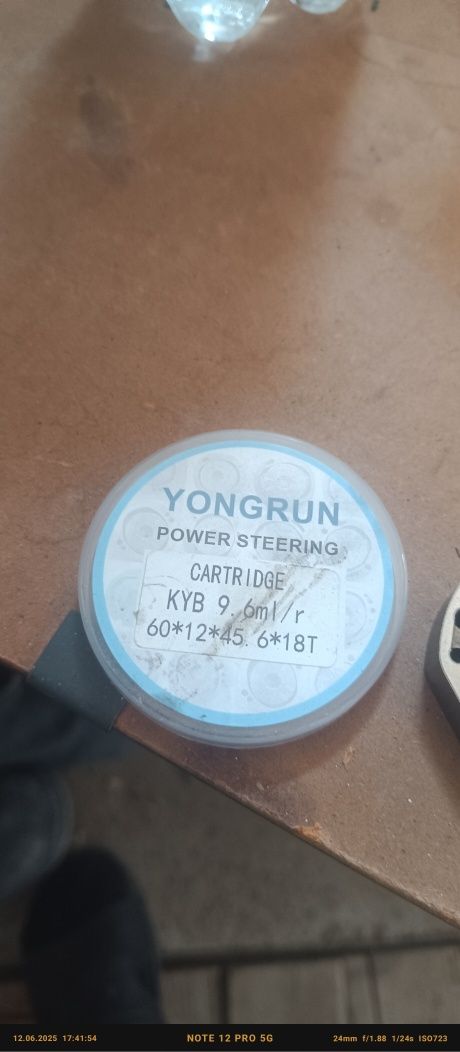 YONGRUN
POWER STEERING
CARTRIDGE
KYB 9.6ml/r
60*12*45.6*18T
12.06.2025 17:41:54
NOTE 12 PRO 5G
24mm f/1.88 1/24s ISO723